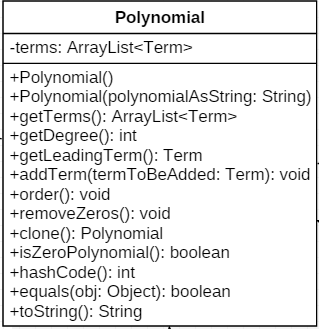 Polynomial
-terms: ArrayList<Term>
+Polynomial()
+Polynomial(polynomialAsString: String)
+getTerms(): ArrayList<Term>
+getDegree(): int
+getLeadingTerm(): Term
+addTerm(termToBeAdded: Term): void
+order(): void
+removeZeros(): void
+clone(): Polynomial
+isZeroPolynomial(): boolean
+hashCode(): int
+equals(obj: Object): boolean
+toString(): String